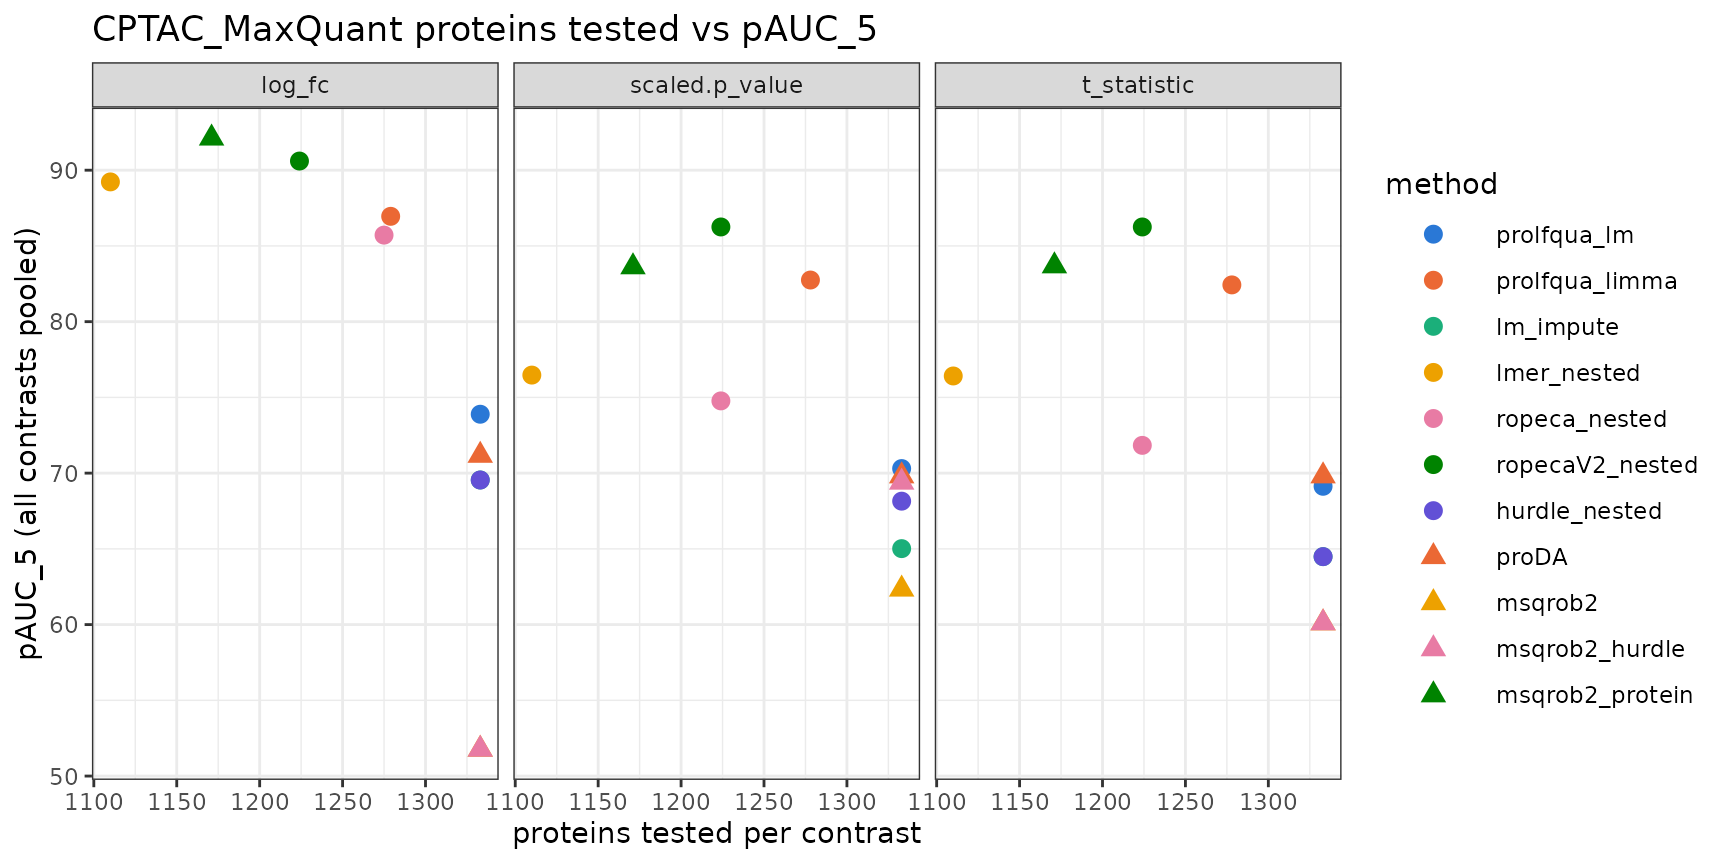 CPTAC_MaxQuant proteins tested vs pAUC_5
log_fc
scaled.p_value
t_statistic
pAUC_5 (all contrasts pooled)
90
80
70
60
50
1100 1150 1200 1250 1300
1100 1150 1200 1250 1300
1100 1150 1200 1250 1300
proteins tested per contrast
method
prolfqua_lm
prolfqua_limma
lm_impute
lmer_nested
ropeca_nested
ropecaV2_nested
hurdle_nested
proDA
msqrob2
msqrob2_hurdle
msqrob2_protein